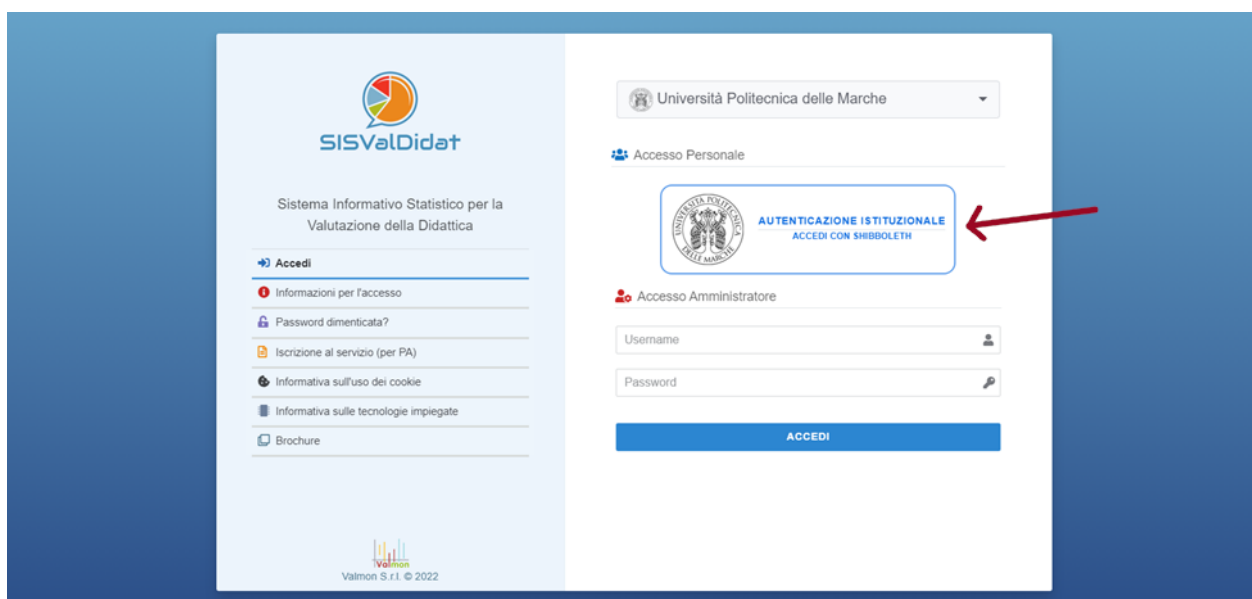 SISValDidat
Sistema Informativo Statistico per la
Valutazione della Didattica
Accedi
Informazioni per l'accesso
Password dimenticata?
Iscrizione al servizio (per PA)
Informativa sull'uso dei cookie
Informativa sulle tecnologie impiegate
Brochure
Valmon
Valmon S.r.l. © 2022
Università Politecnica delle Marche
Accesso Personale
UNIVERSITÀ POLITECNICA
DELLE MARCHE
AUTENTICAZIONE ISTITUZIONALE
ACCEDI CON SHIBBOLETH
Accesso Amministratore
Username
Password
ACCEDI